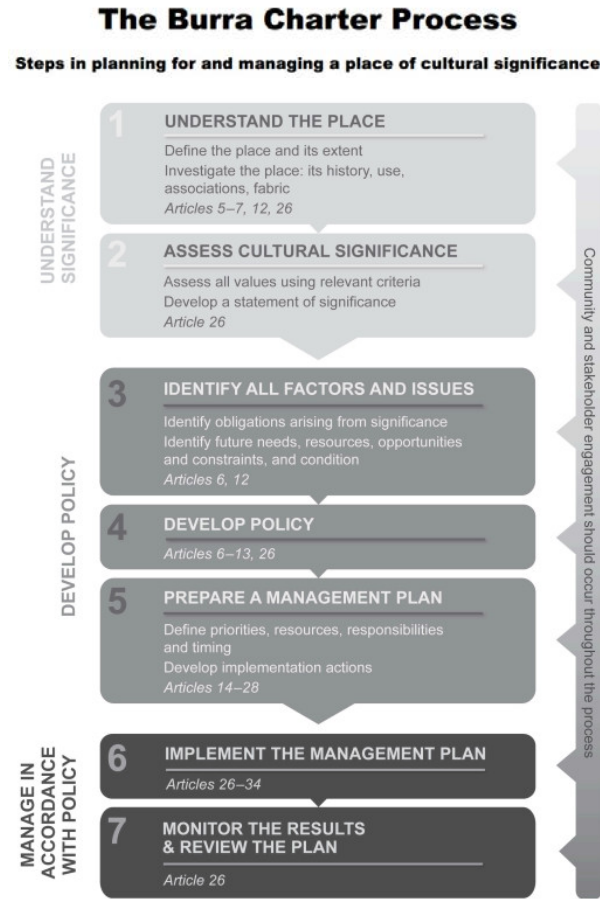 The Burra Charter Process
Steps in planning for and managing a place of cultural significance
UNDERSTAND
SIGNIFICANCE
1
UNDERSTAND THE PLACE
Define the place and its extent
Investigate the place: its history, use,
associations, fabric
Articles 5–7, 12, 26
2
ASSESS CULTURAL SIGNIFICANCE
Assess all values using relevant criteria
Develop a statement of significance
Article 26
DEVELOP POLICY
3
IDENTIFY ALL FACTORS AND ISSUES
Identify obligations arising from significance
Identify future needs, resources, opportunities
and constraints, and condition
Articles 6, 12
4
DEVELOP POLICY
Articles 6–13, 26
5
PREPARE A MANAGEMENT PLAN
Define priorities, resources, responsibilities
and timing
Develop implementation actions
Articles 14–28
MANAGE IN
ACCORDANCE
WITH POLICY
6
IMPLEMENT THE MANAGEMENT PLAN
Articles 26–34
7
MONITOR THE RESULTS
& REVIEW THE PLAN
Article 26
Community and stakeholder engagement should occur throughout the process